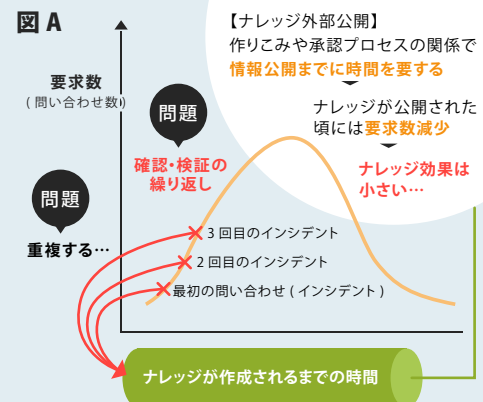 図 A
【ナレッジ外部公開】
作りこみや承認プロセスの関係で
情報公開までに時間を要する
ナレッジが公開された
頃には要求数減少
ナレッジ効果は
小さい…
要求数
( 問い合わせ数 )
問題
確認・検証の
繰り返し
問題
重複する…
3 回目のインシデント
2 回目のインシデント
最初の問い合わせ ( インシデント )
ナレッジが作成されるまでの時間